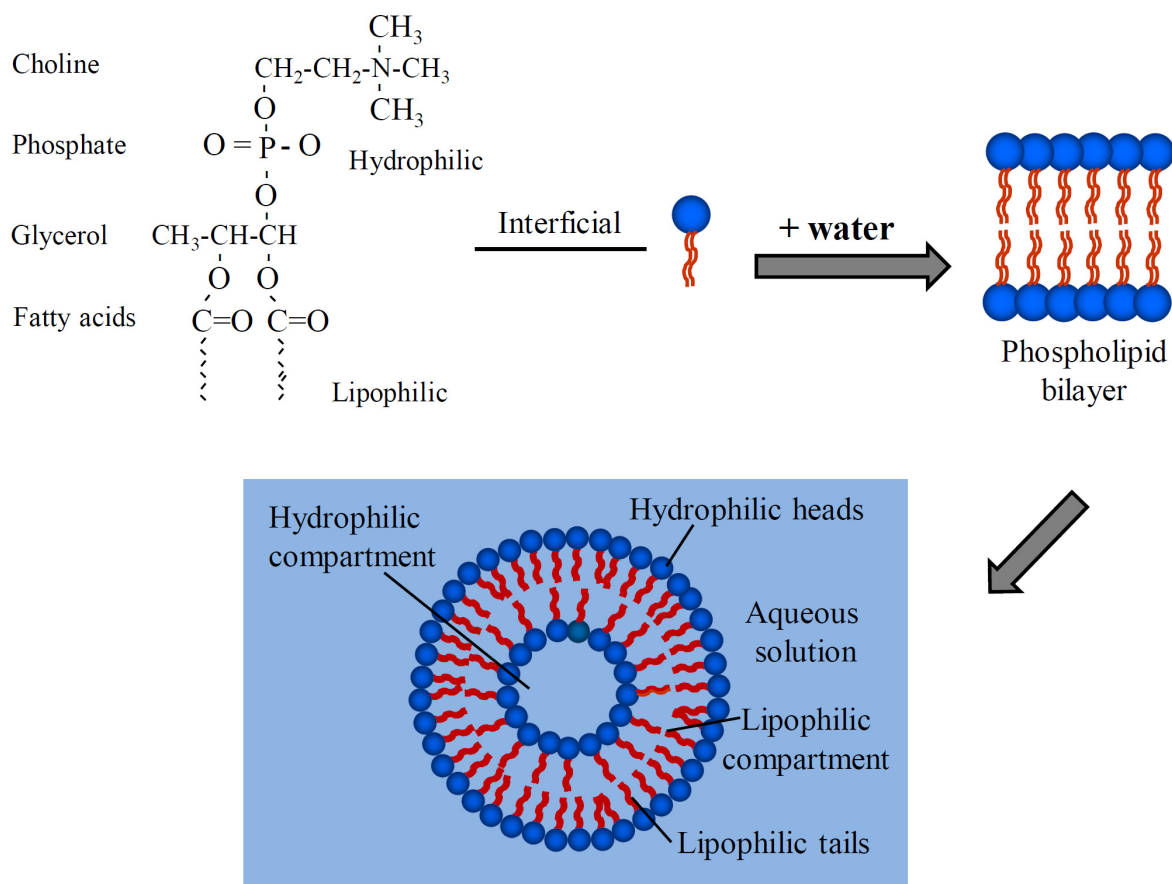 CH3
Choline
CH2-CH2-N-CH3
O
CH3
Phosphate
O = P - O
Hydrophilic
O
Glycerol
CH3-CH-CH
O
O
Fatty acids
C=O
C=O
Lipophilic
Interficial
+ water
Phospholipid
bilayer
Hydrophilic
compartment
Hydrophilic heads
Aqueous
solution
Lipophilic
compartment
Lipophilic tails